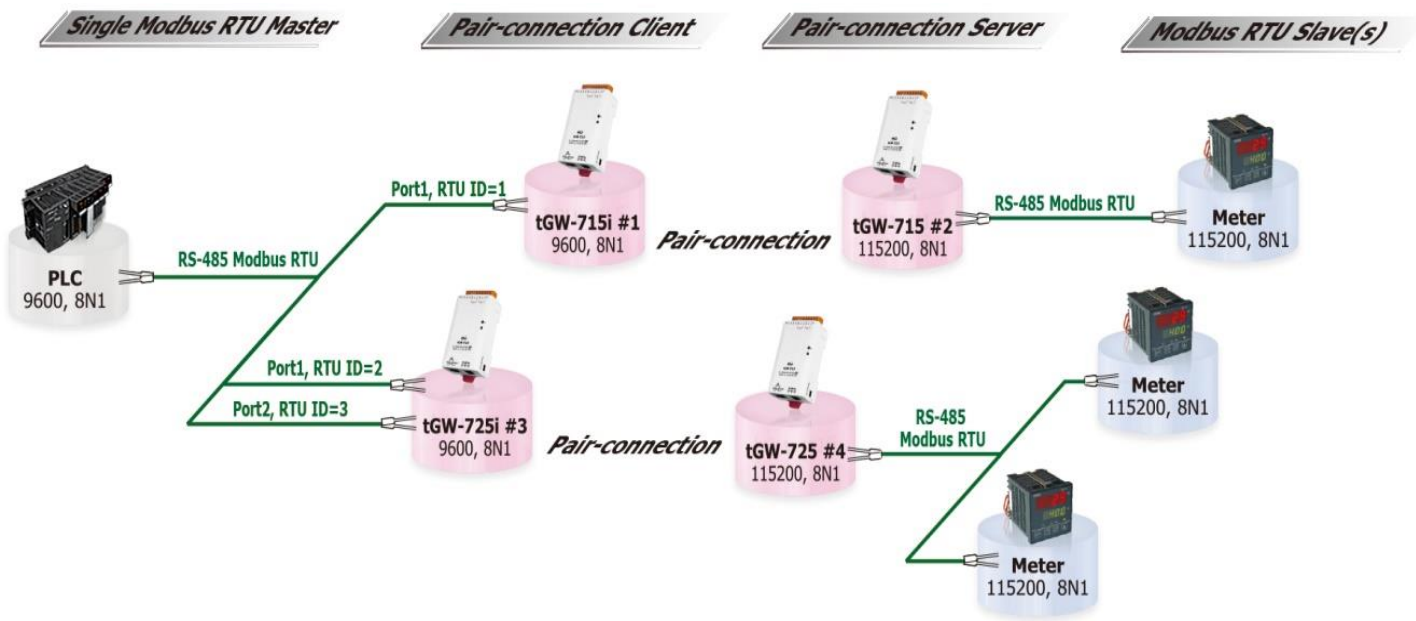 Single Modbus RTU Master
Pair-connection Client
Pair-connection Server
Modbus RTU Slave(s)
Port1, RTU ID=1
tGW-715i #1
9600, 8N1
Pair-connection
tGW-715 #2
115200, 8N1
RS-485 Modbus RTU
Meter
115200, 8N1
RS-485 Modbus RTU
PLC
9600, 8N1
Port1, RTU ID=2
Port2, RTU ID=3
tGW-725i #3
9600, 8N1
Pair-connection
tGW-725 #4
115200, 8N1
RS-485
Modbus RTU
Meter
115200, 8N1
Meter
115200, 8N1